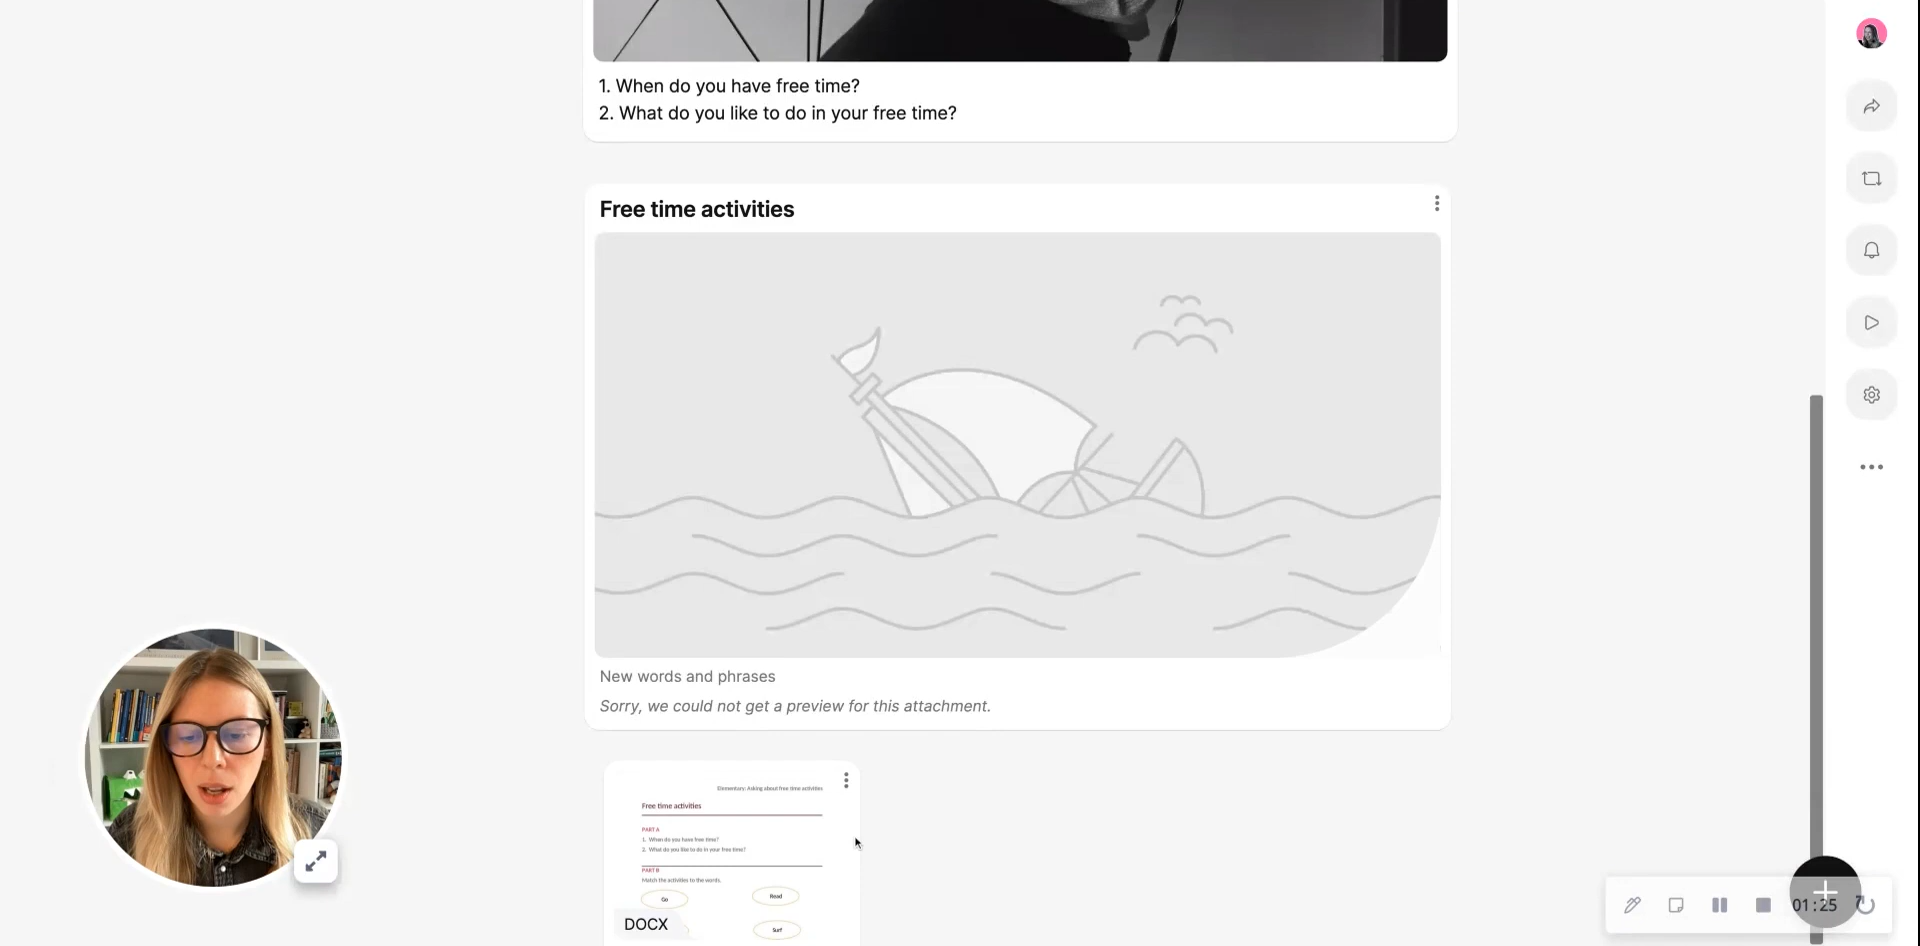 1. When do you have free time?
2. What do you like to do in your free time?
Free time activities
New words and phrases
Sorry, we could not get a preview for this attachment.
Elementary: Asking about free time activities
Free time activities
PART A
1. When do you have free time?
2. What do you like to do in your free time?
PART B
Match the activities to the words.
Go
Read
Surf
DOCX
01:25